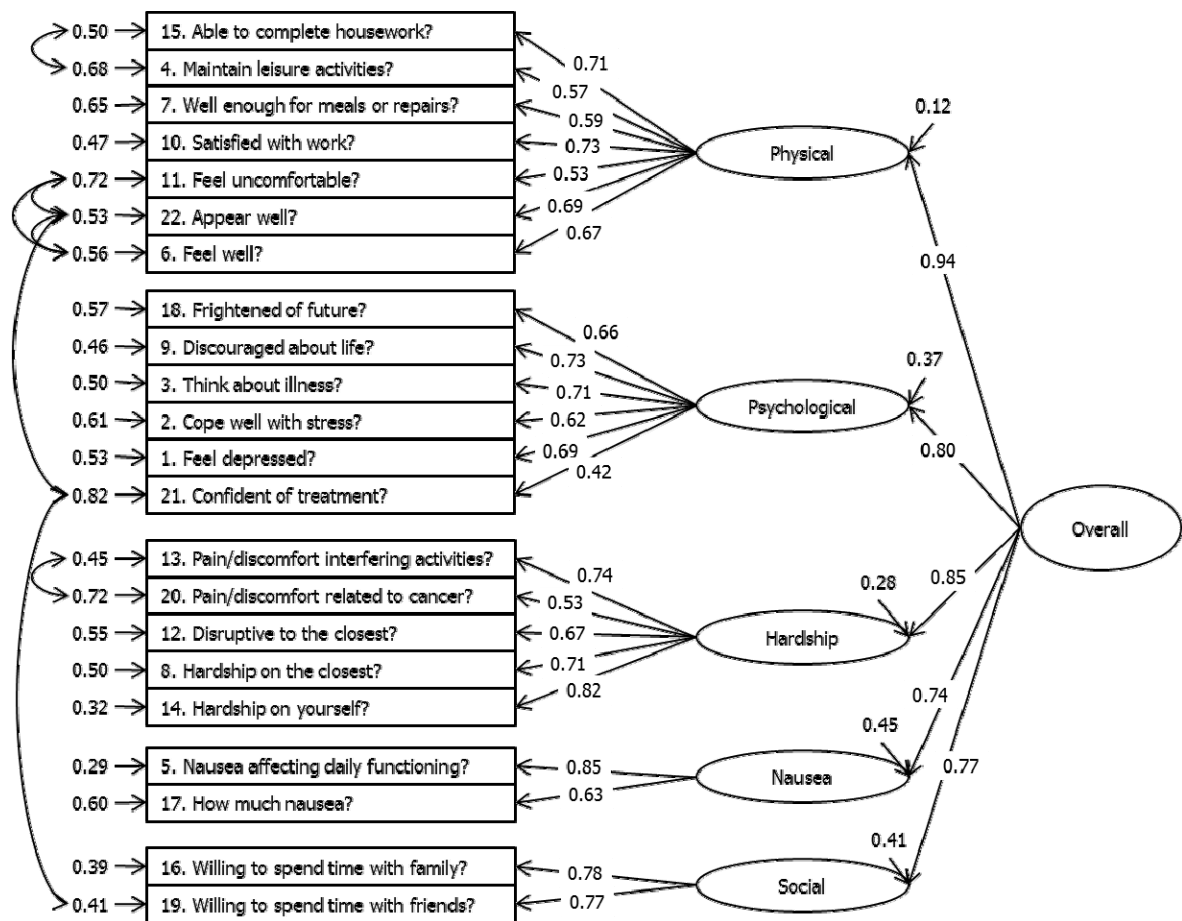 0.50 15. Able to complete housework?
0.68 4. Maintain leisure activities?
0.65 7. Well enough for meals or repairs?
0.47 10. Satisfied with work?
0.72 11. Feel uncomfortable?
0.53 22. Appear well?
0.56 6. Feel well?
0.71
0.57
0.59
0.73
0.53
0.69
0.67
Physical
0.12
0.94
0.57 18. Frightened of future?
0.46 9. Discouraged about life?
0.50 3. Think about illness?
0.61 2. Cope well with stress?
0.53 1. Feel depressed?
0.82 21. Confident of treatment?
0.66
0.73
0.71
0.62
0.69
0.42
Psychological
0.37
0.80
Overall
0.45 13. Pain/discomfort interfering activities?
0.72 20. Pain/discomfort related to cancer?
0.55 12. Disruptive to the closest?
0.50 8. Hardship on the closest?
0.32 14. Hardship on yourself?
0.74
0.53
0.67
0.71
0.82
Hardship
0.28
0.85
0.29 5. Nausea affecting daily functioning?
0.60 17. How much nausea?
0.85
0.63
Nausea
0.45
0.74
0.39 16. Willing to spend time with family?
0.41 19. Willing to spend time with friends?
0.78
0.77
Social
0.41
0.77